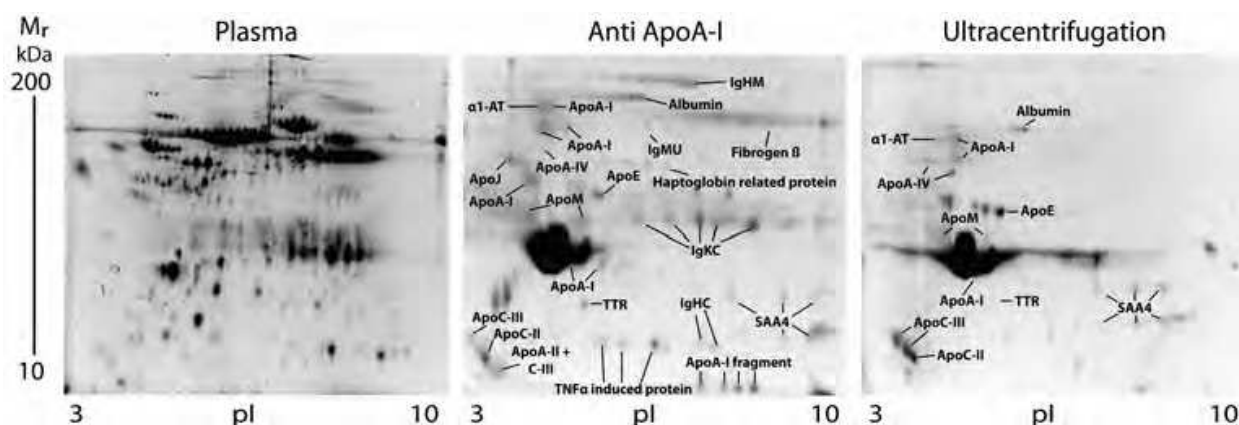 Mr
kDa
200
10
Plasma
3 pI 10
Anti ApoA-I
IgHM
α1-AT
ApoA-I
Albumin
ApoA-I
IgMU
Fibrogen ß
ApoA-IV
ApoJ
ApoE
Haptoglobin related protein
ApoA-I
ApoM
IgKC
ApoA-I
TTR
IgHC
SAA4
ApoC-III
ApoC-II
ApoA-II +
C-III
ApoA-I fragment
TNFα induced protein
3 pI 10
Ultracentrifugation
Albumin
α1-AT
ApoA-I
ApoA-IV
ApoM
ApoE
ApoA-I
TTR
SAA4
ApoC-III
ApoC-II
3 pI 10